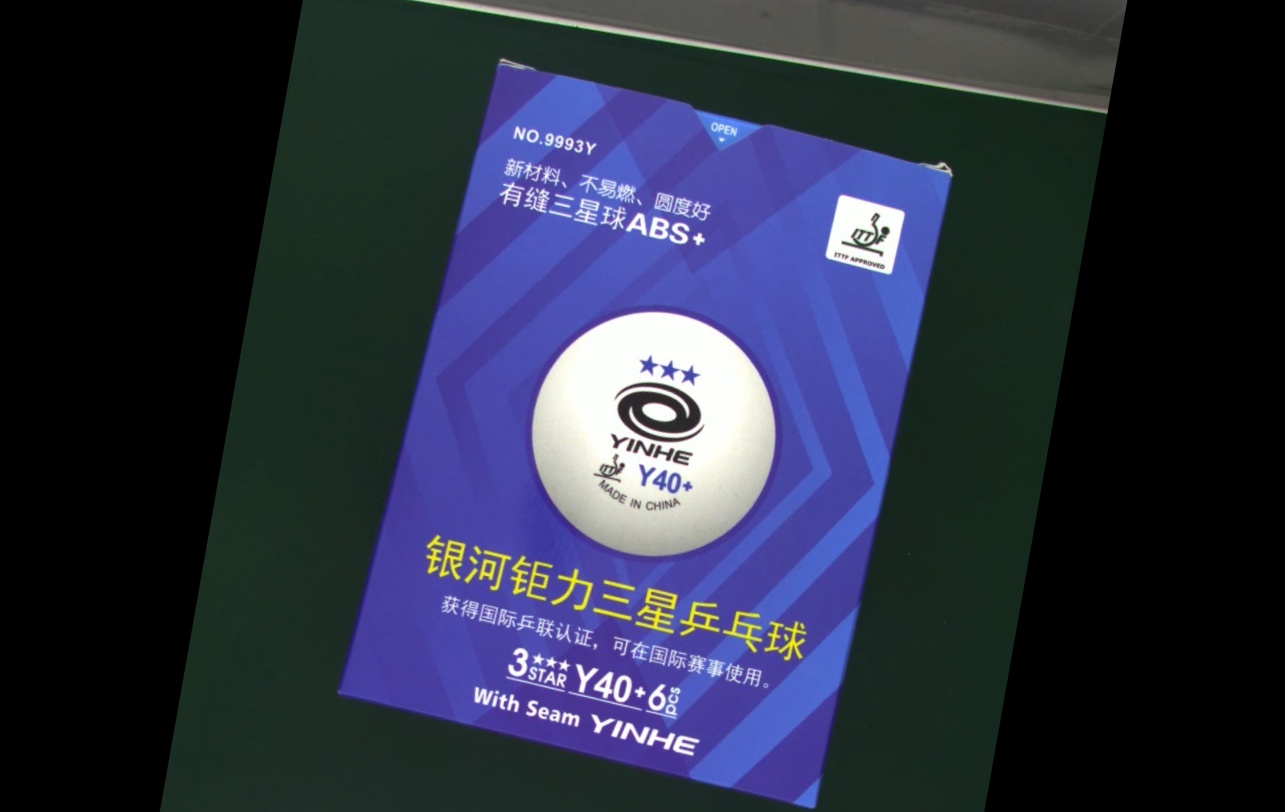 OPEN
NO.9993Y
新材料、不易燃、圆度好
有缝三星球ABS+
ITTF
ITTF APPROVED
YINHE
ITTF Y40+
MADE IN CHINA
银河钜力三星乒乓球
获得国际乒联认证，可在国际赛事使用。
3 STAR Y40+ 6 PCS
With Seam YINHE